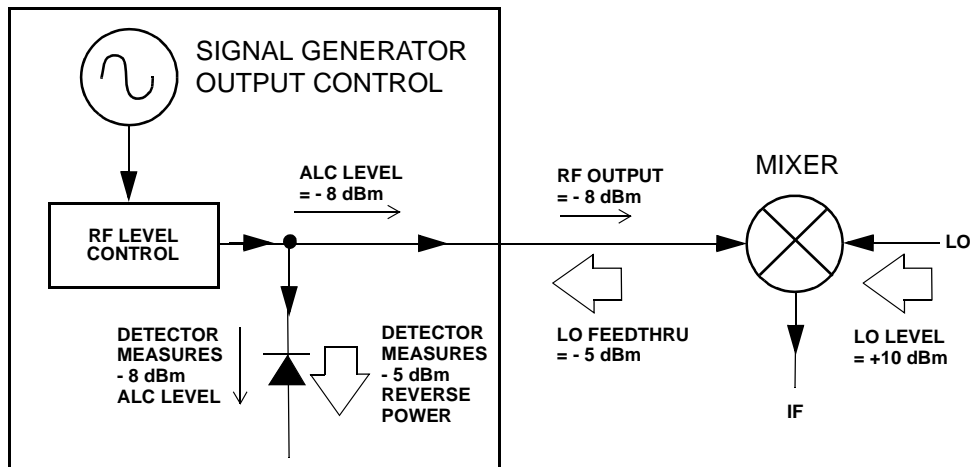 SIGNAL GENERATOR
OUTPUT CONTROL
ALC LEVEL
= - 8 dBm
RF OUTPUT
= - 8 dBm
MIXER
RF LEVEL
CONTROL
LO
DETECTOR
MEASURES
- 8 dBm
ALC LEVEL
DETECTOR
MEASURES
- 5 dBm
REVERSE
POWER
LO FEEDTHRU
= - 5 dBm
LO LEVEL
= +10 dBm
IF